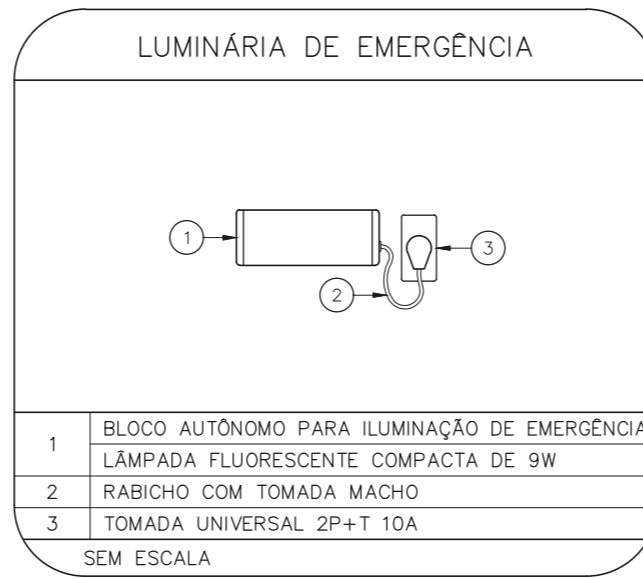 LUMINÁRIA DE EMERGÊNCIA
1
3
2
1 BLOCO AUTÔNOMO PARA ILUMINAÇÃO DE EMERGÊNCIA
LÂMPADA FLUORESCENTE COMPACTA DE 9W
2 RABICHO COM TOMADA MACHO
3 TOMADA UNIVERSAL 2P+T 10A
SEM ESCALA